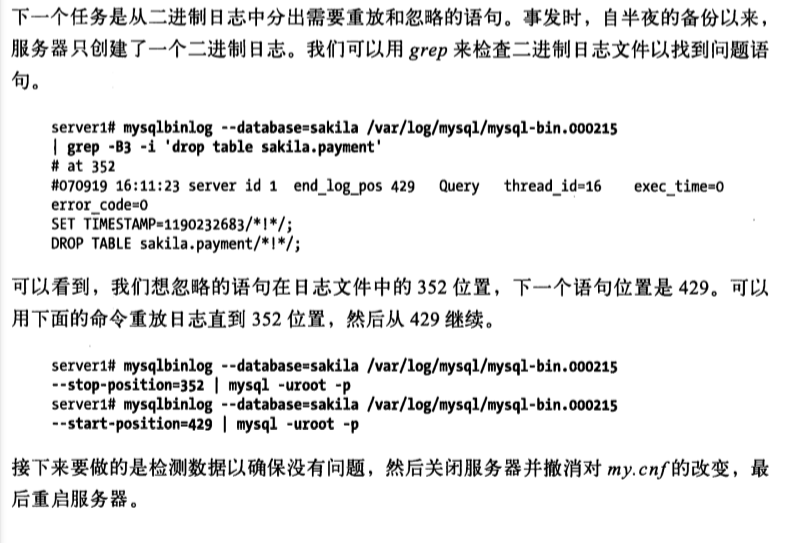 下一个任务是从二进制日志中分出需要重放和忽略的语句。事发时，自半夜的备份以来，
服务器只创建了一个二进制日志。我们可以用 grep 来检查二进制日志文件以找到问题语
句。
server1# mysqlbinlog --database=sakila /var/log/mysql/mysql-bin.000215
| grep -B3 -i 'drop table sakila.payment'
# at 352
#070919 16:11:23 server id 1 end_log_pos 429 Query thread_id=16 exec_time=0
error_code=0
SET TIMESTAMP=1190232683/*!*/;
DROP TABLE sakila.payment/*!*/;
可以看到，我们想忽略的语句在日志文件中的 352 位置，下一个语句位置是 429。可以
用下面的命令重放日志直到 352 位置，然后从 429 继续。
server1# mysqlbinlog --database=sakila /var/log/mysql/mysql-bin.000215
--stop-position=352 | mysql -uroot -p
server1# mysqlbinlog --database=sakila /var/log/mysql/mysql-bin.000215
--start-position=429 | mysql -uroot -p
接下来要做的是检测数据以确保没有问题，然后关闭服务器并撤消对 my.cnf 的改变，最
后重启服务器。